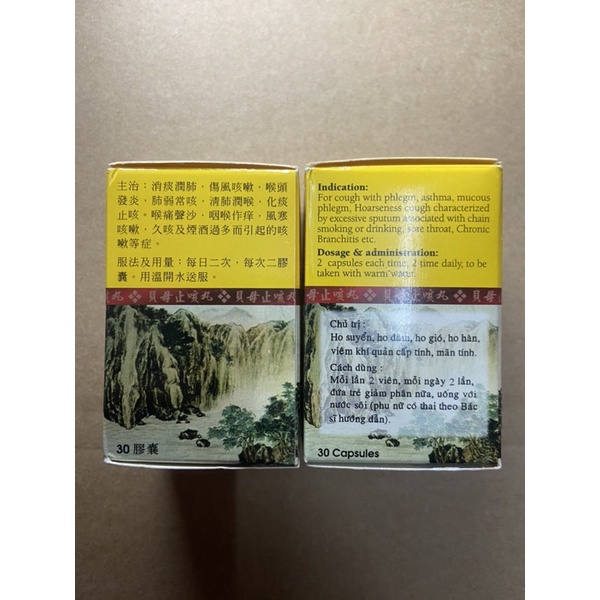 主治：消痰潤肺，傷風咳嗽，喉頭
發炎，肺弱常咳，清肺潤喉，化痰
止咳。喉痛聲沙，咽喉作痒，風寒
咳嗽，久咳及煙酒過多而引起的咳
嗽等症。
服法及用量：每日二次，每次二膠
囊。用溫開水送服。
貝母止咳丸
30 膠囊
Indication:
For cough with phlegm, asthma, mucous
phlegm, Hoarseness cough characterized
by excessive sputum associated with chain
smoking or drinking, sore throat, Chronic
Branchitis etc.
Dosage & administration:
2 capsules each time, 2 time daily, to be
taken with warm water.
母止咳丸 貝母止咳丸 貝母
Chủ trị :
Ho suyển, ho đàm, ho gió, ho hàn,
viêm khí quản cấp tính, mãn tính.
Cách dùng :
Mỗi lần 2 viên, mỗi ngày 2 lần,
đứa trẻ giảm phân nữa, uống với
nước sôi (phụ nữ có thai theo Bác
sĩ hướng dẫn).
30 Capsules